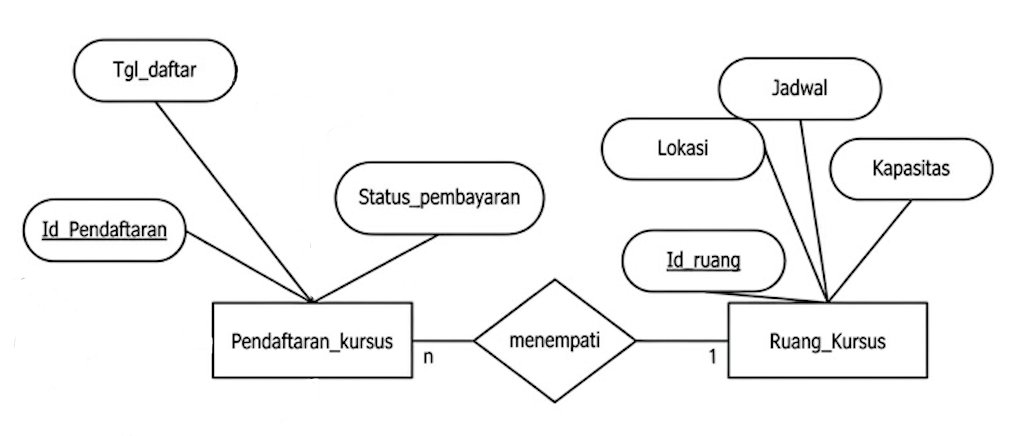 Tgl_daftar
Jadwal
Lokasi
Kapasitas
Status_pembayaran
Id_Pendaftaran
Id_ruang
Pendaftaran_kursus
n
menempati
1
Ruang_Kursus